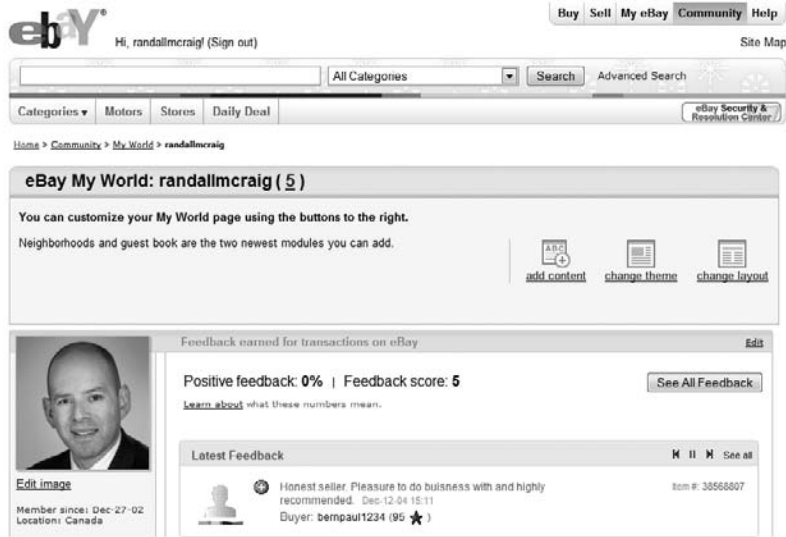 Buy Sell My eBay Community Help
ebaY
Hi, randallmcraig! (Sign out)
Site Map
All Categories
Search
Advanced Search
Categories Motors Stores Daily Deal
eBay Security &
Resolution Center
Home > Community > My World > randallmcraig
eBay My World: randallmcraig ( 5 )
You can customize your My World page using the buttons to the right.
Neighborhoods and guest book are the two newest modules you can add.
ABC
add content
change theme
change layout
Feedback earned for transactions on eBay
Edit
Positive feedback: 0% | Feedback score: 5
See All Feedback
Learn about what these numbers mean.
Latest Feedback
See all
Honest seller. Pleasure to do buisness with and highly
recommended. Dec-12-04 15:11
Item #: 38568807
Buyer: bernpaul1234 (95 ★ )
Edit image
Member since: Dec-27-02
Location: Canada